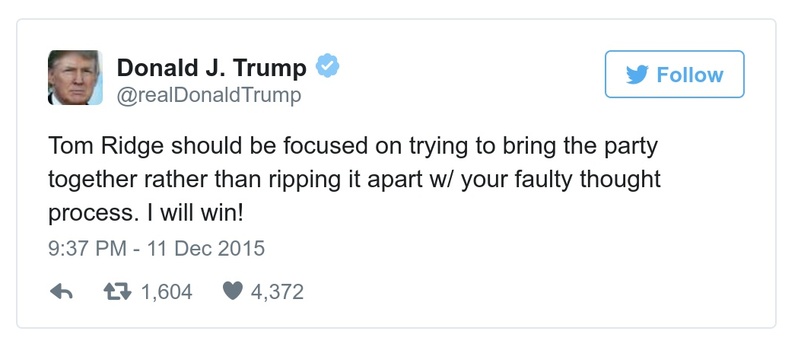 Donald J. Trump
@realDonaldTrump
Follow
Tom Ridge should be focused on trying to bring the party
together rather than ripping it apart w/ your faulty thought
process. I will win!
9:37 PM - 11 Dec 2015
1,604 4,372